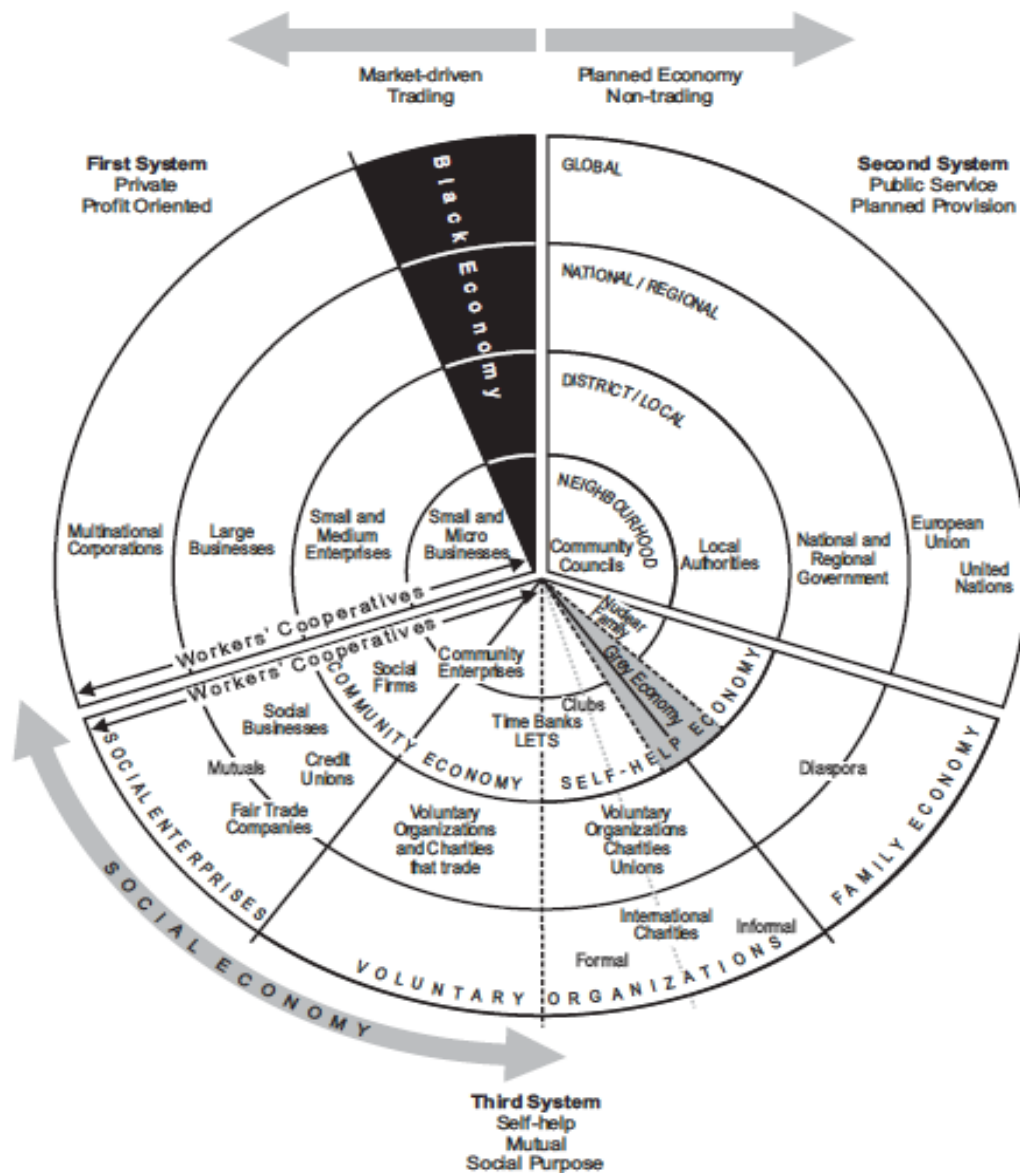 Market-driven
Trading
Planned Economy
Non-trading
First System
Private
Profit Oriented
Second System
Public Service
Planned Provision
Black Economy
GLOBAL
NATIONAL / REGIONAL
DISTRICT / LOCAL
NEIGHBOURHOOD
Multinational
Corporations
Large
Businesses
Small and
Medium
Enterprises
Small and
Micro
Businesses
Community
Councils
Local
Authorities
National and
Regional
Government
European
Union
United
Nations
Workers' Cooperatives
Workers' Cooperatives
Nuclear
Family
Grey Economy
Community
Enterprises
Social
Firms
Social
Businesses
Mutuals
Credit
Unions
Fair Trade
Companies
Clubs
Time Banks
LETS
COMMUNITY ECONOMY
SELF-HELP ECONOMY
Diaspora
Voluntary
Organizations
and Charities
that trade
Voluntary
Organizations
Charities
Unions
International
Charities
Informal
Formal
SOCIAL ENTERPRISES
VOLUNTARY ORGANIZATIONS
FAMILY ECONOMY
SOCIAL ECONOMY
Third System
Self-help
Mutual
Social Purpose